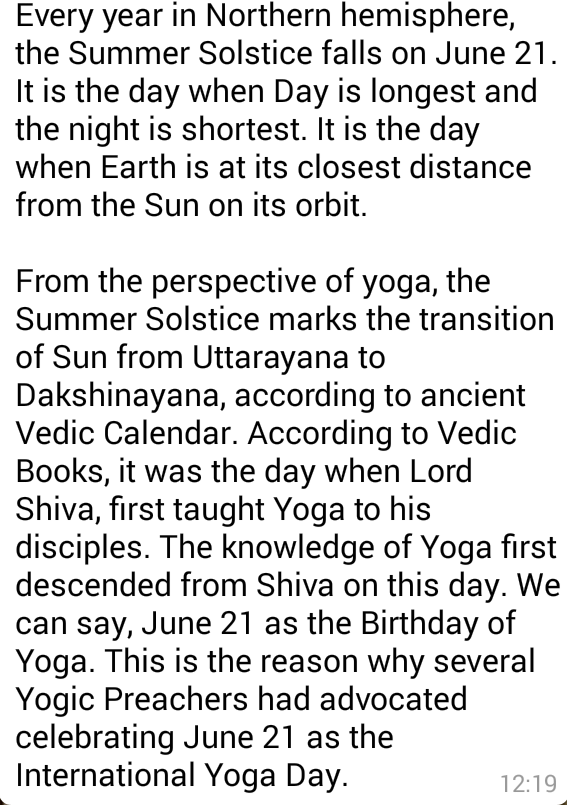 Every year in Northern hemisphere,
the Summer Solstice falls on June 21.
It is the day when Day is longest and
the night is shortest. It is the day
when Earth is at its closest distance
from the Sun on its orbit.
From the perspective of yoga, the
Summer Solstice marks the transition
of Sun from Uttarayana to
Dakshinayana, according to ancient
Vedic Calendar. According to Vedic
Books, it was the day when Lord
Shiva, first taught Yoga to his
disciples. The knowledge of Yoga first
descended from Shiva on this day. We
can say, June 21 as the Birthday of
Yoga. This is the reason why several
Yogic Preachers had advocated
celebrating June 21 as the
International Yoga Day.
12:19